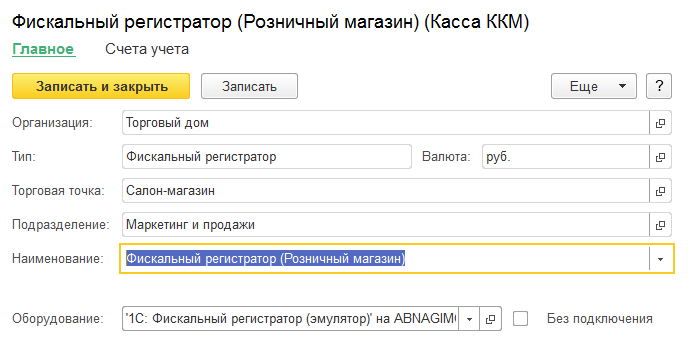 Фискальный регистратор (Розничный магазин) (Касса ККМ)
Главное Счета учета
Записать и закрыть Записать Еще ?
Организация: Торговый дом
Тип: Фискальный регистратор Валюта: руб.
Торговая точка: Салон-магазин
Подразделение: Маркетинг и продажи
Наименование: Фискальный регистратор (Розничный магазин)
Оборудование: '1С: Фискальный регистратор (эмулятор)' на ABNAGIM Без подключения